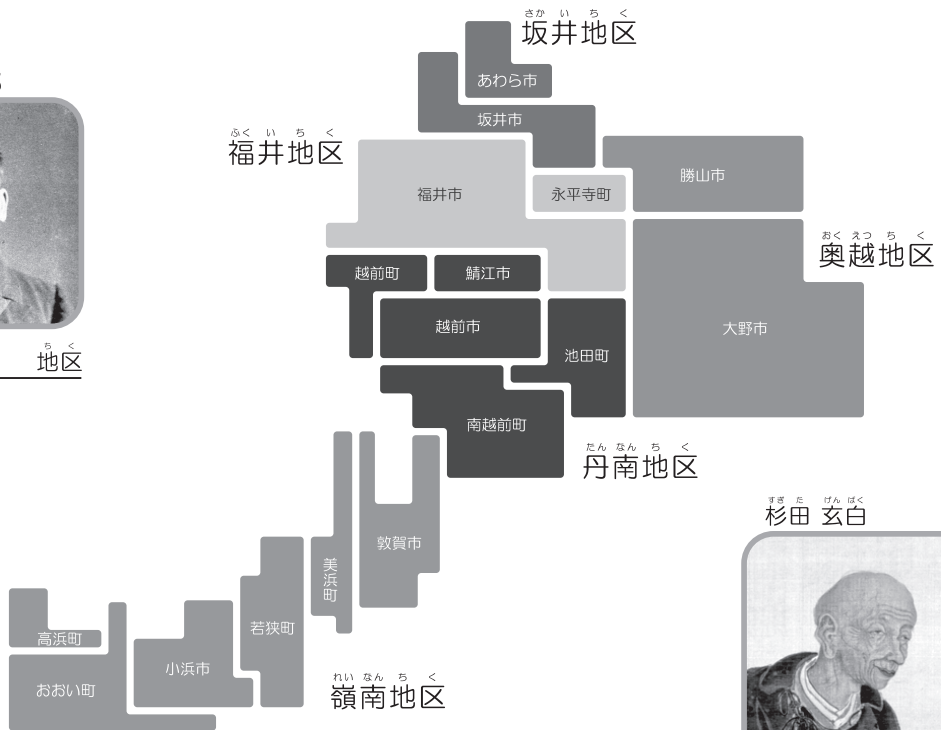 さか い ち く
坂井地区
あわら市
坂井市
ふく い ち く
福井地区
福井市
永平寺町
勝山市
おく えつ ち く
奥越地区
大野市
越前町
鯖江市
越前市
池田町
南越前町
たん なん ち く
丹南地区
ち く
地区
敦賀市
美浜町
若狭町
小浜市
高浜町
おおい町
れい なん ち く
嶺南地区
すぎ た げん ぱく
杉田 玄白